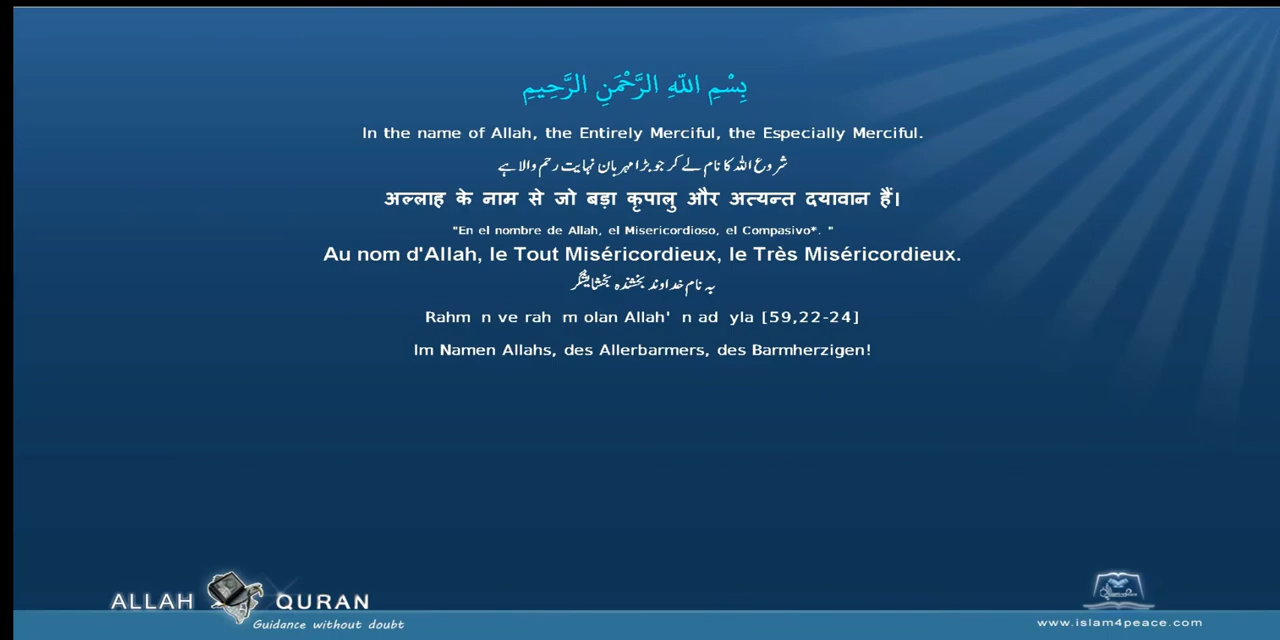 بِسْمِ اللّهِ الرَّحْمَنِ الرَّحِيمِ
In the name of Allah, the Entirely Merciful, the Especially Merciful.
شروع الله کا نام لے کر جو بڑا مہربان نہایت رحم والا ہے
अल्लाह के नाम से जो बड़ा कृपालु और अत्यन्त दयावान हैं।
"En el nombre de Allah, el Misericordioso, el Compasivo*. "
Au nom d'Allah, le Tout Miséricordieux, le Très Miséricordieux.
به نام خداوند بخشنده بخشایشگر
Rahm n ve rah m olan Allah' n ad yla [59,22-24]
Im Namen Allahs, des Allerbarmers, des Barmherzigen!
ALLAH QURAN
Guidance without doubt
www.islam4peace.com